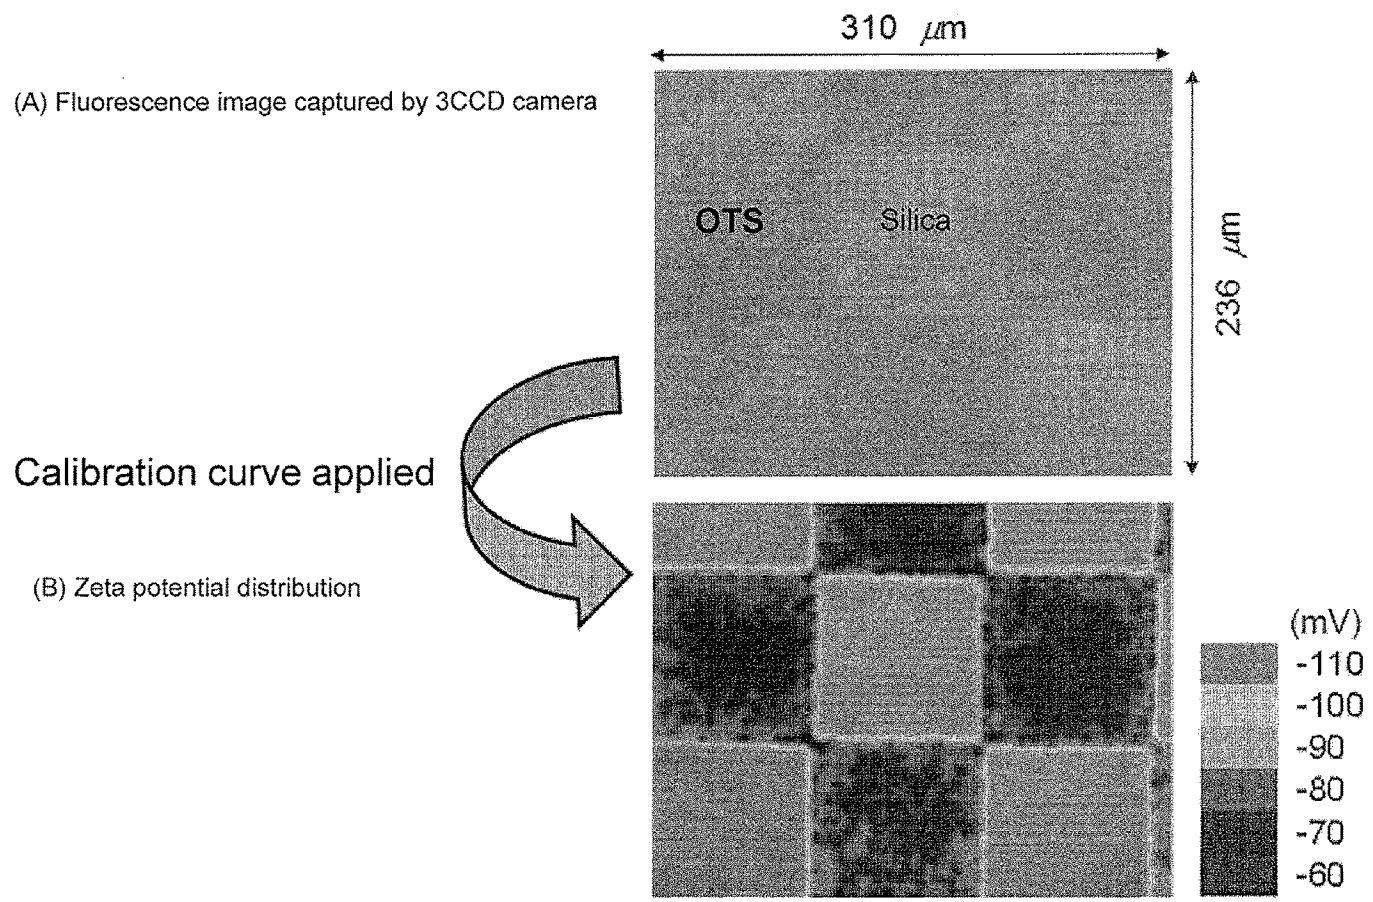 310 μm
(A) Fluorescence image captured by 3CCD camera
OTS
Silica
236 μm
Calibration curve applied
(B) Zeta potential distribution
(mV)
-110
-100
-90
-80
-70
-60